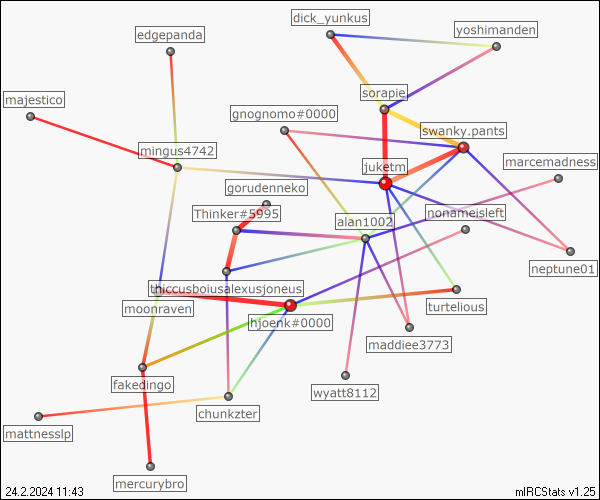 dick_yunkus
yoshimanden
edgepanda
majestico
sorapie
gnognomo#0000
swanky.pants
mingus4742
juketm
marcemadness
gorudenneko
Thinker#5995
alan1002
nonameisleft
neptune01
thiccusboiusalexusjoneus
moonraven
turtelious
hjoenk#0000
maddiee3773
fakedingo
wyatt8112
chunkzter
mattnesslp
mercurybro
24.2.2024 11:43
mIRCStats v1.25